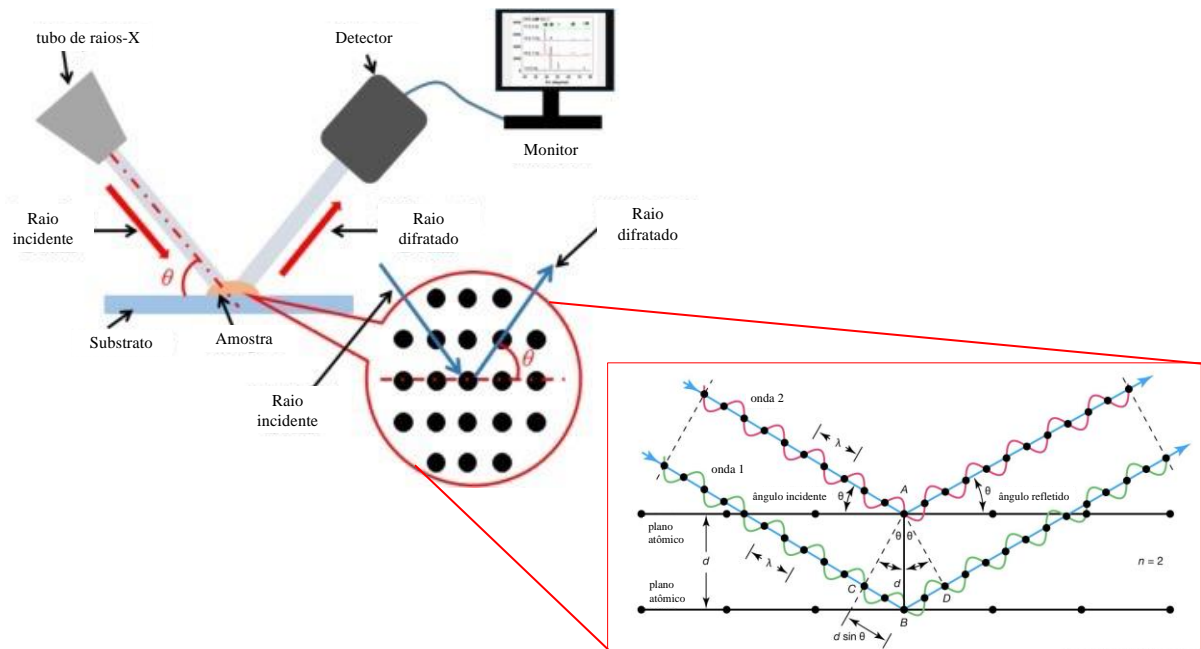 tubo de raios-X
Detector
Monitor
Raio
incidente
Raio
difratado
Raio
difratado
θ
Substrato
Amostra
θ
Raio
incidente
onda 2
λ
onda 1
ângulo incidente
θ
A
θ
ângulo refletido
plano
atômico
θ
θ
d
λ
d
n = 2
C
D
plano
atômico
B
d sin θ